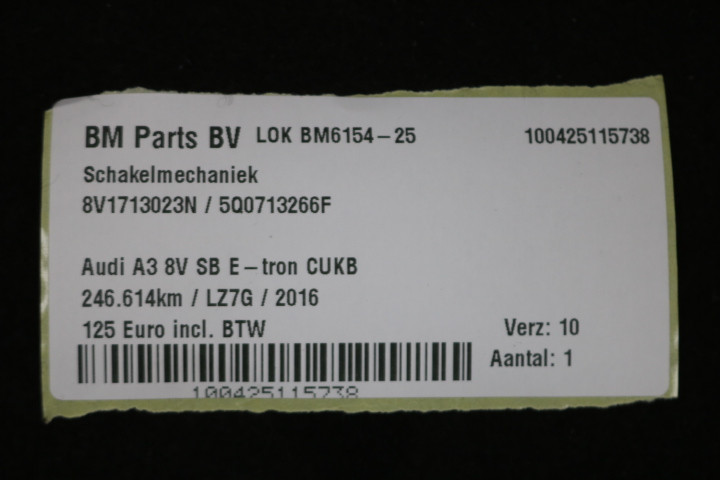 BM Parts BV LOK BM6154-25 100425115738
Schakelmechaniek
8V1713023N / 5Q0713266F
Audi A3 8V SB E-tron CUKB
246.614km / LZ7G / 2016
125 Euro incl. BTW Verz: 10
Aantal: 1
100425115738